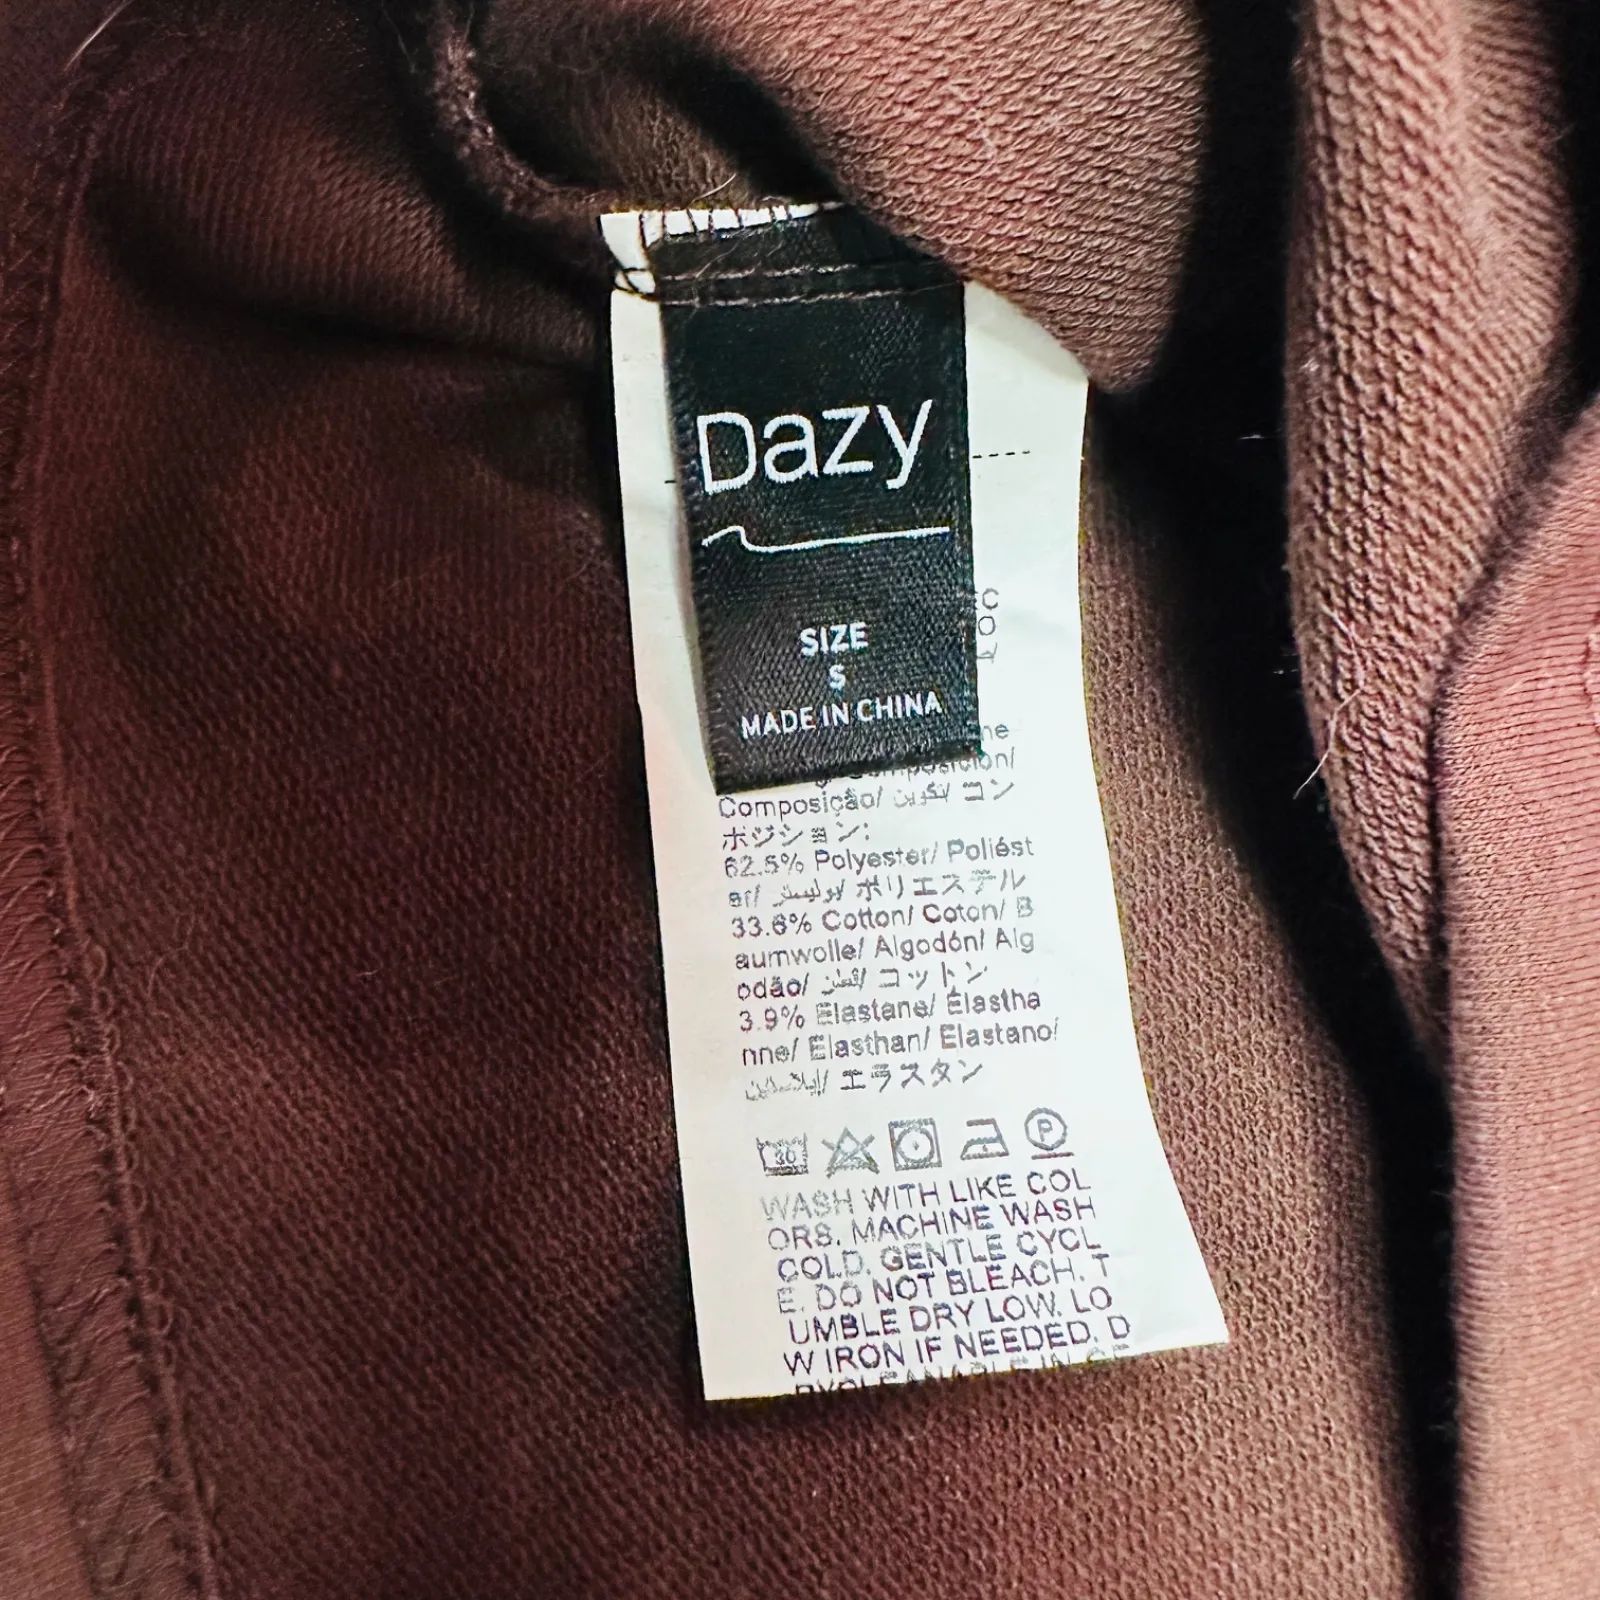 Dazy
SIZE
S
MADE IN CHINA
Composição/ تكوين/ コン
ポジション:
62.5% Polyester/ Poliést
er/ بوليستر/ ポリエステル
33.6% Cotton/ Coton/ B
aumwolle/ Algodón/ Alg
odão/ القطن/ コットン
3.9% Elastane/ Élastha
nne/ Elasthan/ Elastano/
إيلاستين/ エラスタン
30
P
WASH WITH LIKE COL
ORS. MACHINE WASH
COLD. GENTLE CYCL
E. DO NOT BLEACH. T
UMBLE DRY LOW. LO
W IRON IF NEEDED. D